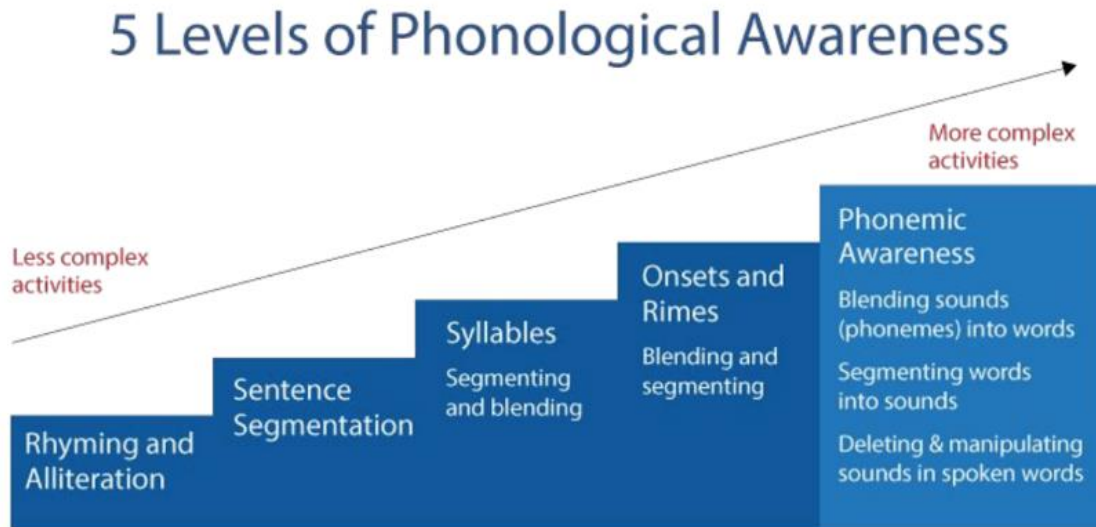 5 Levels of Phonological Awareness
More complex
activities
Less complex
activities
Rhyming and
Alliteration
Sentence
Segmentation
Syllables
Segmenting
and blending
Onsets and
Rimes
Blending and
segmenting
Phonemic
Awareness
Blending sounds
(phonemes) into words
Segmenting words
into sounds
Deleting & manipulating
sounds in spoken words